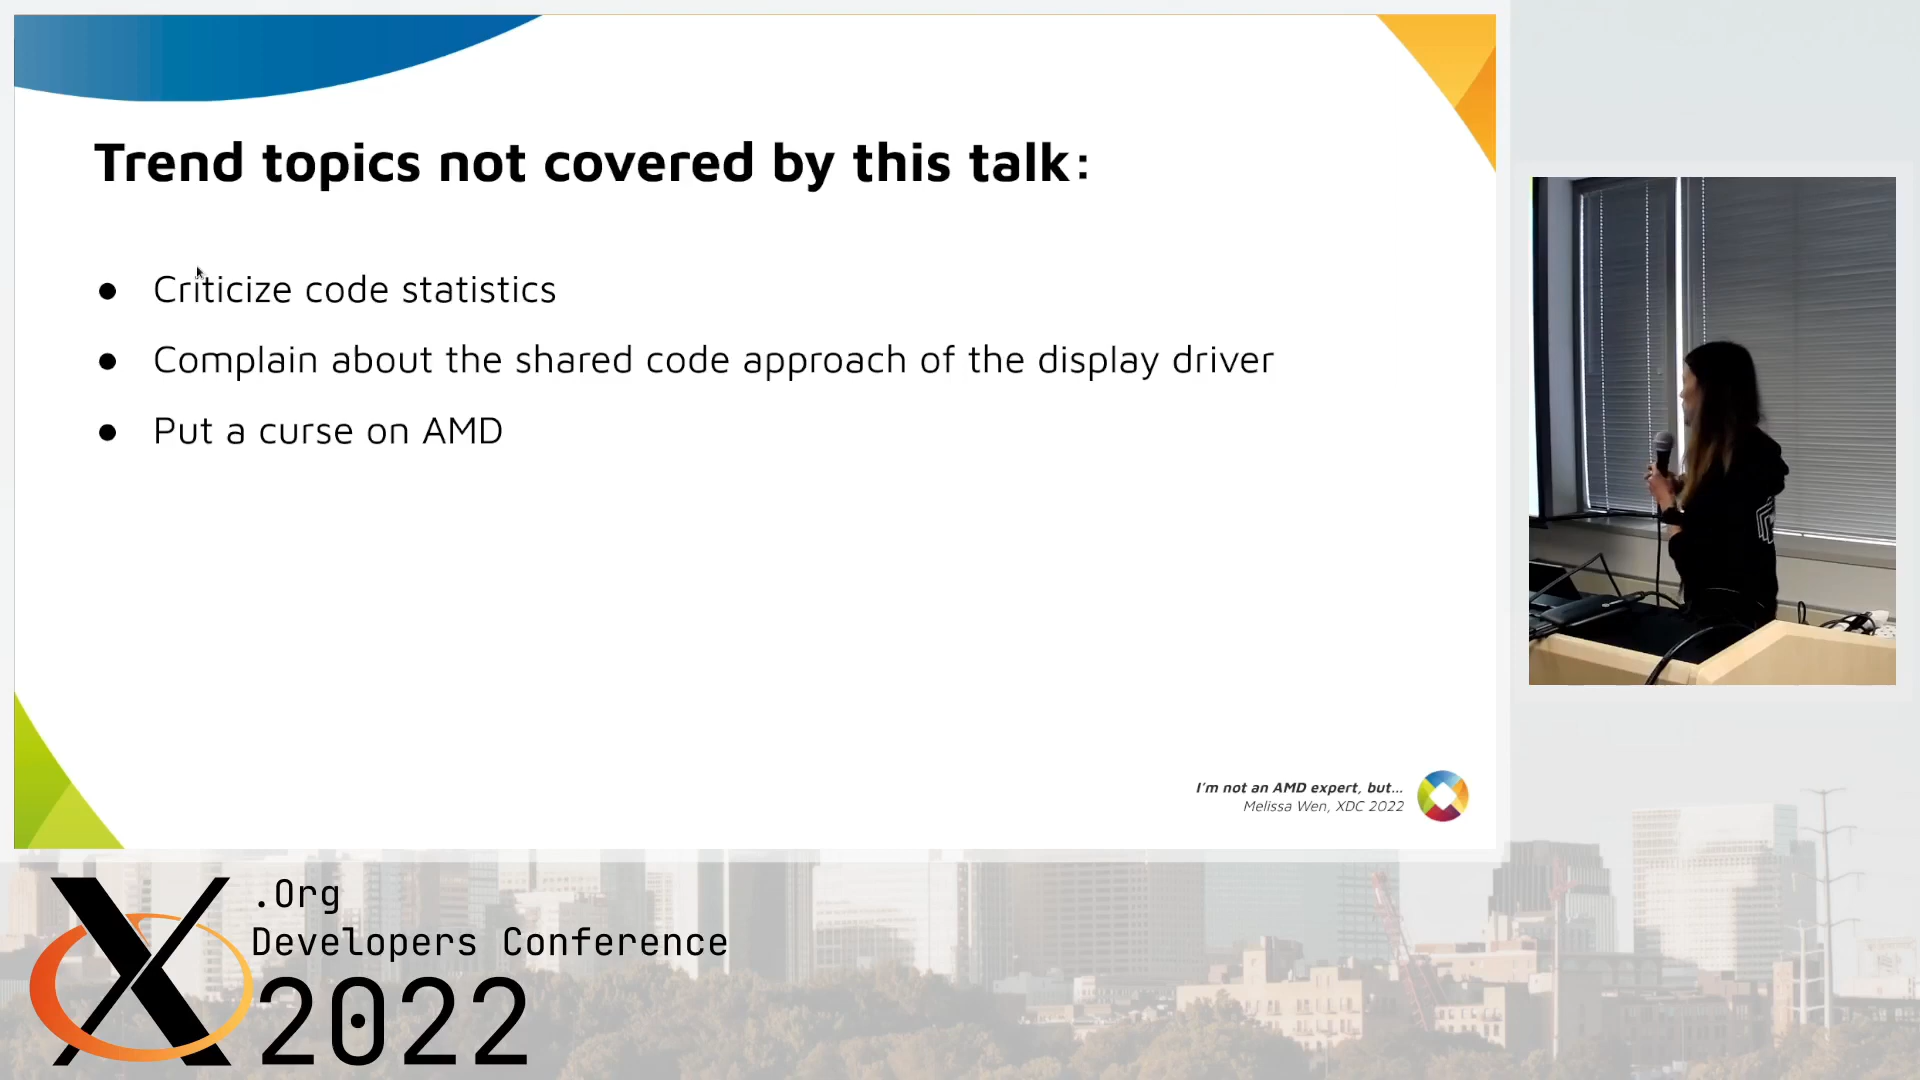 Trend topics not covered by this talk:
● Criticize code statistics
● Complain about the shared code approach of the display driver
● Put a curse on AMD
I'm not an AMD expert, but...
Melissa Wen, XDC 2022
X.Org
Developers Conference
2022